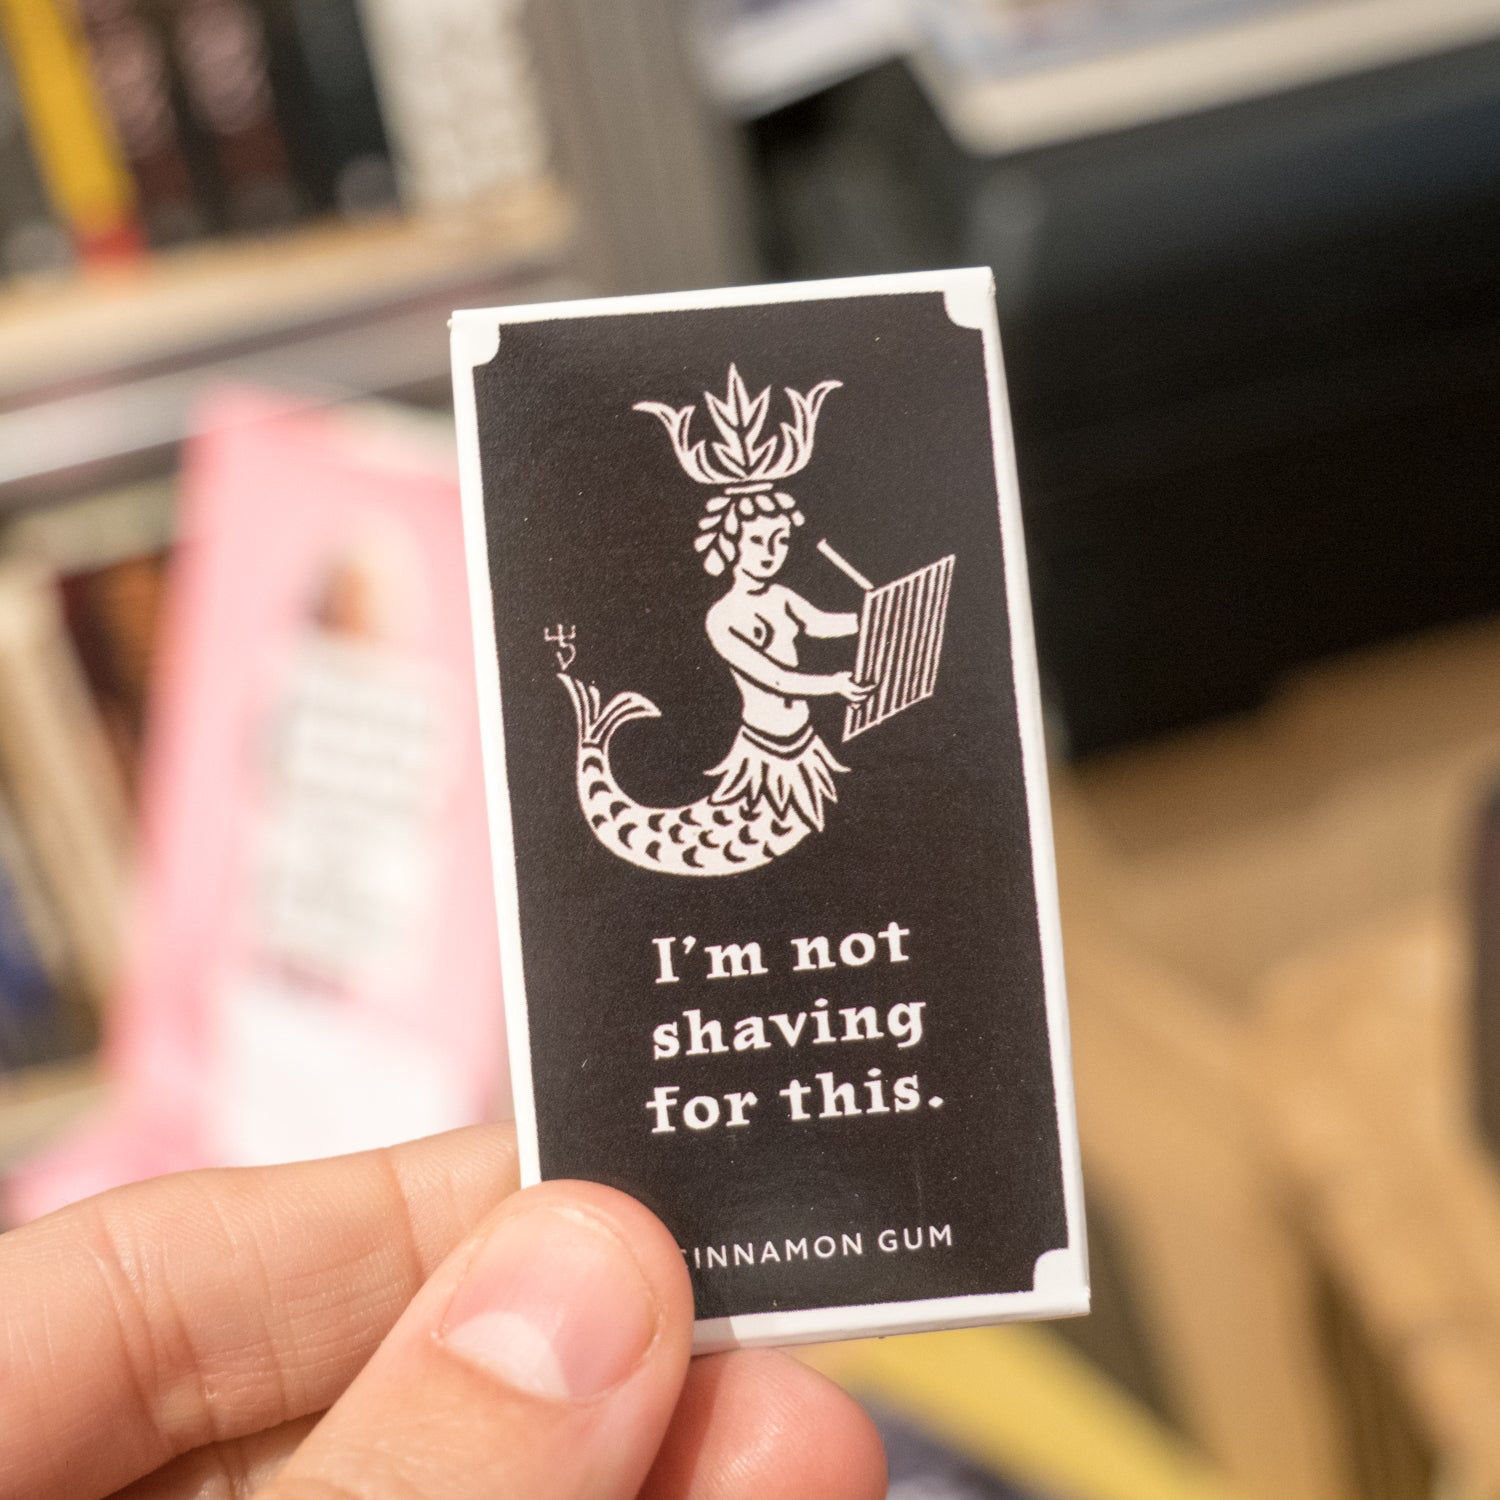 I'm not
shaving
for this.
CINNAMON GUM